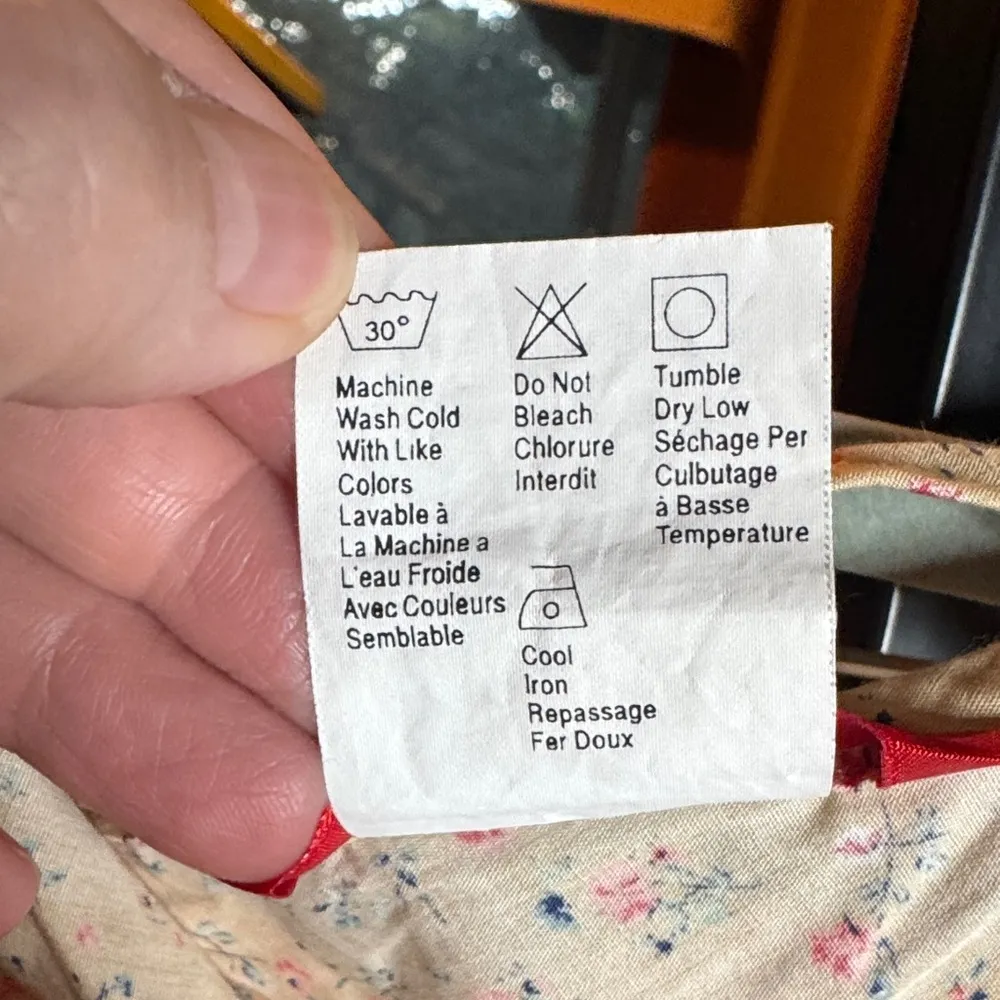 30°
Machine
Wash Cold
With Like
Colors
Lavable à
La Machine a
L'eau Froide
Avec Couleurs
Semblable
Do Not
Bleach
Chlorure
Interdit
Tumble
Dry Low
Séchage Per
Culbutage
à Basse
Temperature
Cool
Iron
Repassage
Fer Doux